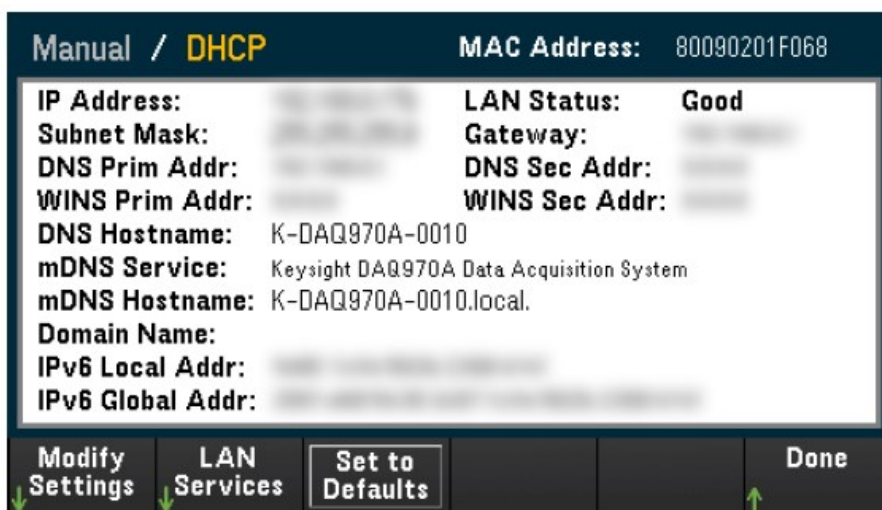 Manual / DHCP MAC Address: 80090201F068
IP Address: LAN Status: Good
Subnet Mask: Gateway:
DNS Prim Addr: DNS Sec Addr:
WINS Prim Addr: WINS Sec Addr:
DNS Hostname: K-DAQ970A-0010
mDNS Service: Keysight DAQ970A Data Acquisition System
mDNS Hostname: K-DAQ970A-0010.local.
Domain Name:
IPv6 Local Addr:
IPv6 Global Addr:
Modify Settings LAN Services Set to Defaults Done